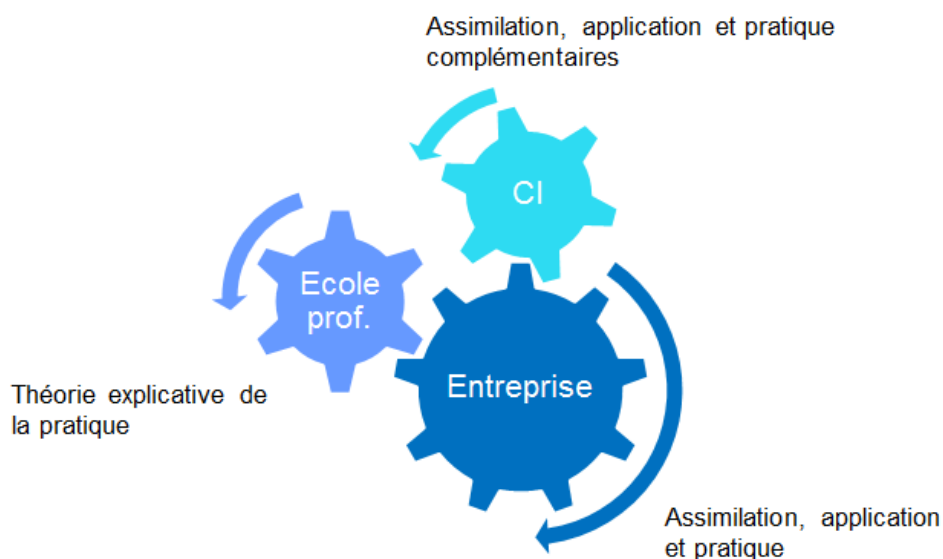 Assimilation, application et pratique
complémentaires
CI
Ecole
prof.
Entreprise
Théorie explicative de
la pratique
Assimilation, application
et pratique